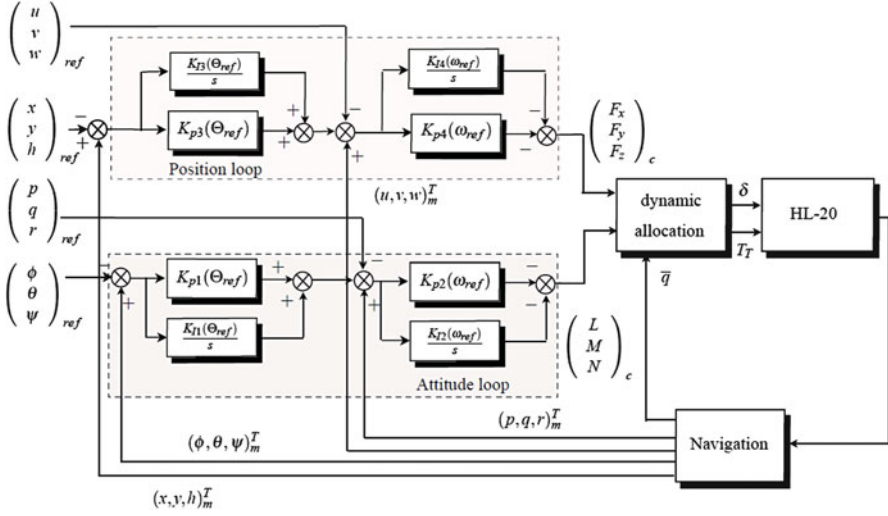 ( u v w )ref
( x y h )ref
( p q r )ref
( ϕ θ ψ )ref
K_I3(Θ_ref) / s
K_p3(Θ_ref)
Position loop
K_I4(ω_ref) / s
K_p4(ω_ref)
( F_x F_y F_z )c
(u, v, w)_m^T
dynamic
allocation
δ
T_T
HL-20
q̅
K_p1(Θ_ref)
K_I1(Θ_ref) / s
K_p2(ω_ref)
K_I2(ω_ref) / s
Attitude loop
( L M N )c
(p, q, r)_m^T
(ϕ, θ, ψ)_m^T
(x, y, h)_m^T
Navigation